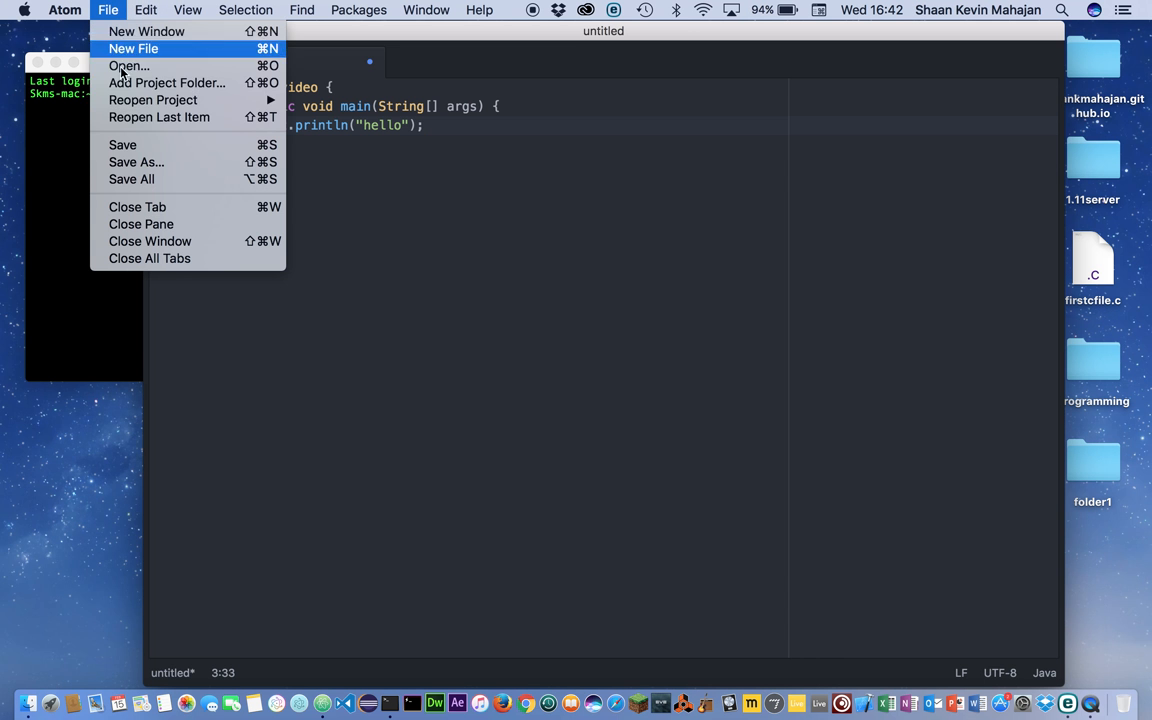 Atom File Edit View Selection Find Packages Window Help 94% Wed 16:42 Shaan Kevin Mahajan
New Window ⇧⌘N
New File ⌘N
Open... ⌘O
Add Project Folder... ⇧⌘O
Reopen Project ▶
Reopen Last Item ⇧⌘T
Save ⌘S
Save As... ⇧⌘S
Save All ⌥⌘S
Close Tab ⌘W
Close Pane
Close Window ⇧⌘W
Close All Tabs
untitled
Last login
Skms-mac:~
ideo {
c void main(String[] args) {
.println("hello");
ankmahajan.git
hub.io
1.11server
.C
firstcfile.c
rogramming
folder1
untitled* 3:33 LF UTF-8 Java